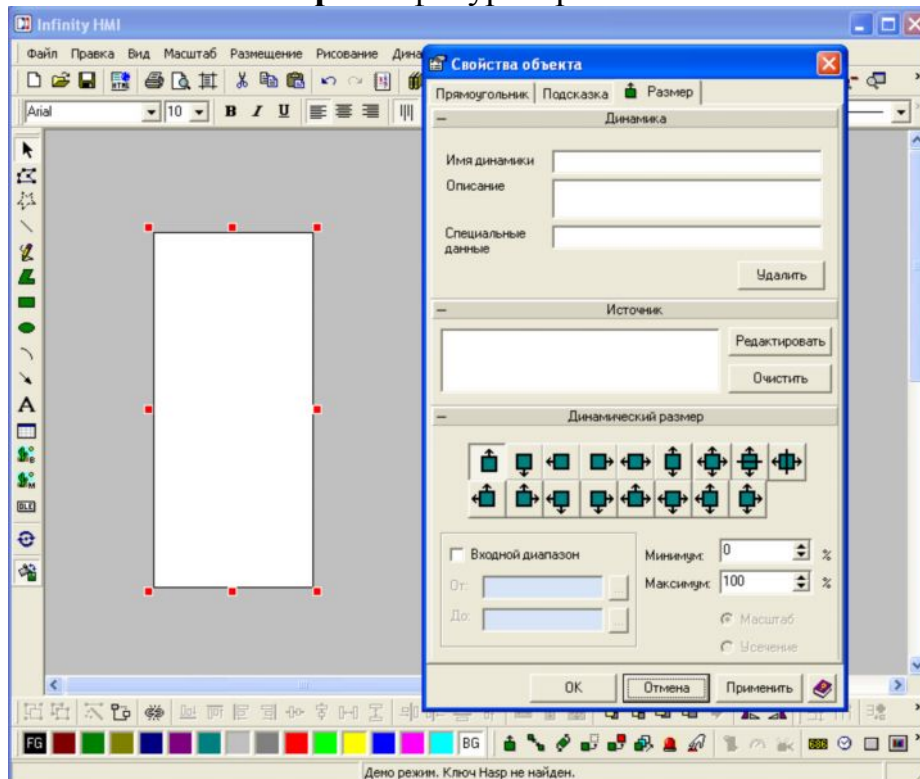 Infinity HMI
Файл Правка Вид Масштаб Размещение Рисование Дина
Arial 10 B I U
Свойства объекта
Прямоугольник Подсказка Размер
Динамика
Имя динамики
Описание
Специальные
данные
Удалить
Источник
Редактировать
Очистить
Динамический размер
Входной диапазон
От:
До:
...
...
Минимум: 0 %
Максимум: 100 %
Масштаб
Усечение
OK Отмена Применить
A
OLE
FG BG
Демо режим. Ключ Hasp не найден.